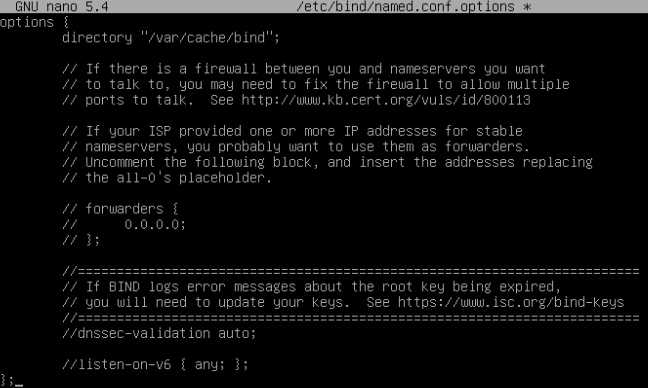 GNU nano 5.4 /etc/bind/named.conf.options *
options {
directory "/var/cache/bind";
// If there is a firewall between you and nameservers you want
// to talk to, you may need to fix the firewall to allow multiple
// ports to talk. See http://www.kb.cert.org/vuls/id/800113
// If your ISP provided one or more IP addresses for stable
// nameservers, you probably want to use them as forwarders.
// Uncomment the following block, and insert the addresses replacing
// the all-0's placeholder.
// forwarders {
// 0.0.0.0;
// };
//========================================================================
// If BIND logs error messages about the root key being expired,
// you will need to update your keys. See https://www.isc.org/bind-keys
//========================================================================
//dnssec-validation auto;
//listen-on-v6 { any; };
};_